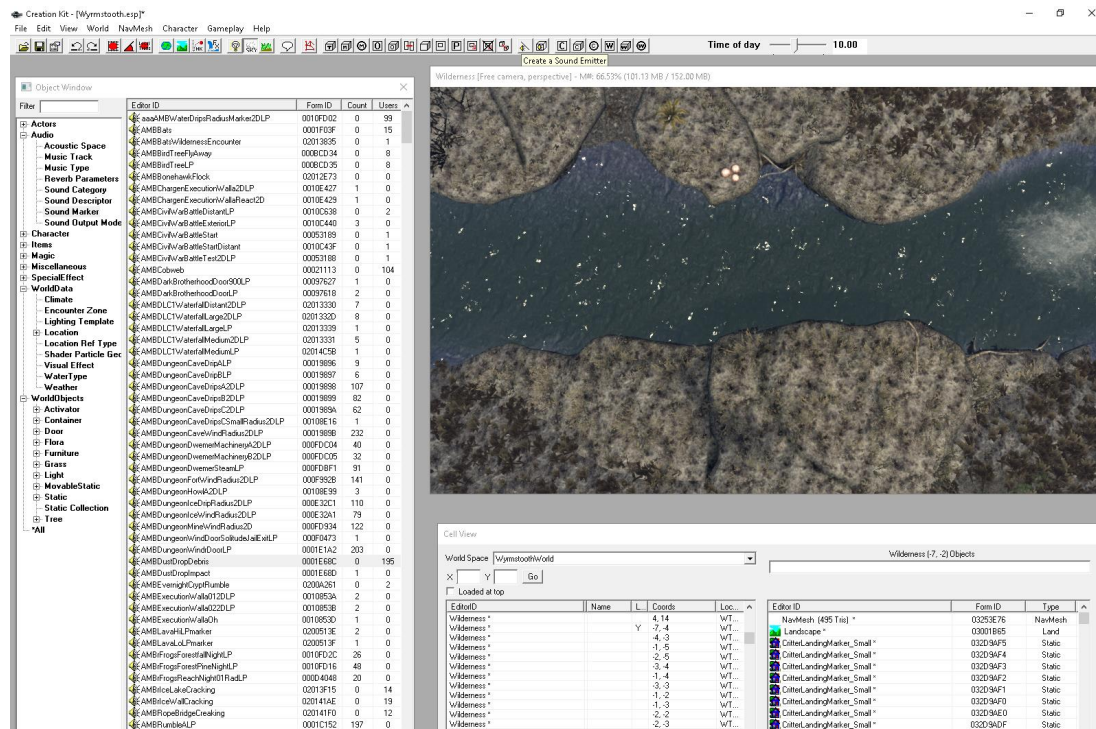 Creation Kit - [Wyrmstooth.esp]*
File Edit View World NavMesh Character Gameplay Help
Time of day 10.00
Create a Sound Emitter
Object Window
Filter
Actors
Audio
Acoustic Space
Music Track
Music Type
Reverb Parameters
Sound Category
Sound Descriptor
Sound Marker
Sound Output Mode
Character
Items
Magic
Miscellaneous
SpecialEffect
WorldData
Climate
Encounter Zone
Lighting Template
Location
Location Ref Type
Shader Particle Geo
Visual Effect
WaterType
Weather
WorldObjects
Activator
Container
Door
Flora
Furniture
Grass
Light
MovableStatic
Static
Static Collection
Tree
*All
Editor ID Form ID Count Users
aaaAMBWaterDripsRadiusMarker2DLP 0010FD02 0 99
AMBBats 0001F03F 0 15
AMBBatsWildernessEncounter 02013835 0 1
AMBBirdTreeFlyAway 000BCD34 0 8
AMBBirdTreeLP 000BCD35 0 8
AMBBonehawkFlock 02012E73 0 0
AMBChargenExecutionWalla2DLP 0010E427 1 0
AMBChargenExecutionWallaReact2D 0010E429 1 0
AMBCivilWarBattleDistantLP 0010C638 0 2
AMBCivilWarBattleExteriorLP 0010C440 3 0
AMBCivilWarBattleStart 00053189 0 1
AMBCivilWarBattleStartDistant 0010C43F 0 1
AMBCivilWarBattleTest2DLP 00053188 0 1
AMBCobweb 00021113 0 104
AMBDarkBrotherhoodDoor900LP 00097627 1 0
AMBDarkBrotherhoodDoorLP 00097618 2 0
AMBDLC1WaterfallDistant2DLP 02013330 7 0
AMBDLC1WaterfallLarge2DLP 0201332D 8 0
AMBDLC1WaterfallLargeLP 02013339 1 0
AMBDLC1WaterfallMedium2DLP 02013331 5 0
AMBDLC1WaterfallMediumLP 02014C5B 1 0
AMBDungeonCaveDripALP 00019896 9 0
AMBDungeonCaveDripBLP 00019897 6 0
AMBDungeonCaveDripsA2DLP 00019898 107 0
AMBDungeonCaveDripsB2DLP 00019899 82 0
AMBDungeonCaveDripsC2DLP 0001989A 62 0
AMBDungeonCaveDripsCSmallRadius2DLP 00108E16 1 0
AMBDungeonCaveWindRadius2DLP 0001989B 232 0
AMBDungeonDwemerMachineryA2DLP 000FDC04 40 0
AMBDungeonDwemerMachineryB2DLP 000FDC05 32 0
AMBDungeonDwemerSteamLP 000FDBF1 91 0
AMBDungeonFortWindRadius2DLP 000F992B 141 0
AMBDungeonHowlA2DLP 00108E99 3 0
AMBDungeonIceDripRadius2DLP 000E32C1 110 0
AMBDungeonIceWindRadius2DLP 000E32A1 79 0
AMBDungeonMineWindRadius2D 000FD934 122 0
AMBDungeonWindDoorSolitudeJailExitLP 000F0473 1 0
AMBDungeonWindrDoorLP 0001E1A2 203 0
AMBDustDropDebris 0001E68C 0 195
AMBDustDropImpact 0001E68D 1 0
AMBEvernightCryptRumble 0200A261 0 2
AMBExecutionWalla012DLP 0010853A 2 0
AMBExecutionWalla022DLP 0010853B 2 0
AMBExecutionWallaOh 0010853D 1 0
AMBLavaHiLPmarker 0200513E 2 0
AMBLavaLoLPmarker 0200513F 1 0
AMBrFrogsForestfallNightLP 0010FD2C 26 0
AMBrFrogsForestPineNightLP 0010FD16 48 0
AMBrFrogsReachNight01RadLP 000D4048 20 0
AMBrIceLakeCracking 02013F15 0 14
AMBrIceWallCracking 020141AE 0 19
AMBRopeBridgeCreaking 020141F0 0 12
AMBRumbleALP 0001C152 197 0
Wilderness [Free camera, perspective] - M#: 66.53% (101.13 MB / 152.00 MB)
Cell View
World Space WyrmstoothWorld
X Y Go
Loaded at top
EditorID Name L... Coords Loc...
Wilderness * 4, 14 WT...
Wilderness * Y -7, -4 WT...
Wilderness * -4, -3 WT...
Wilderness * -1, -5 WT...
Wilderness * -2, -5 WT...
Wilderness * -3, -4 WT...
Wilderness * -1, -4 WT...
Wilderness * -3, -3 WT...
Wilderness * -1, -2 WT...
Wilderness * -1, -3 WT...
Wilderness * -2, -2 WT...
Wilderness * -2, -3 WT...
Wilderness (-7, -2) Objects
Editor ID Form ID Type
NavMesh (495 Tris) * 03253E76 NavMesh
Landscape * 03001B65 Land
CritterLandingMarker_Small * 032D9AF5 Static
CritterLandingMarker_Small * 032D9AF4 Static
CritterLandingMarker_Small * 032D9AF3 Static
CritterLandingMarker_Small * 032D9AF2 Static
CritterLandingMarker_Small * 032D9AF1 Static
CritterLandingMarker_Small * 032D9AF0 Static
CritterLandingMarker_Small * 032D9AE0 Static
CritterLandingMarker_Small * 032D9ADF Static